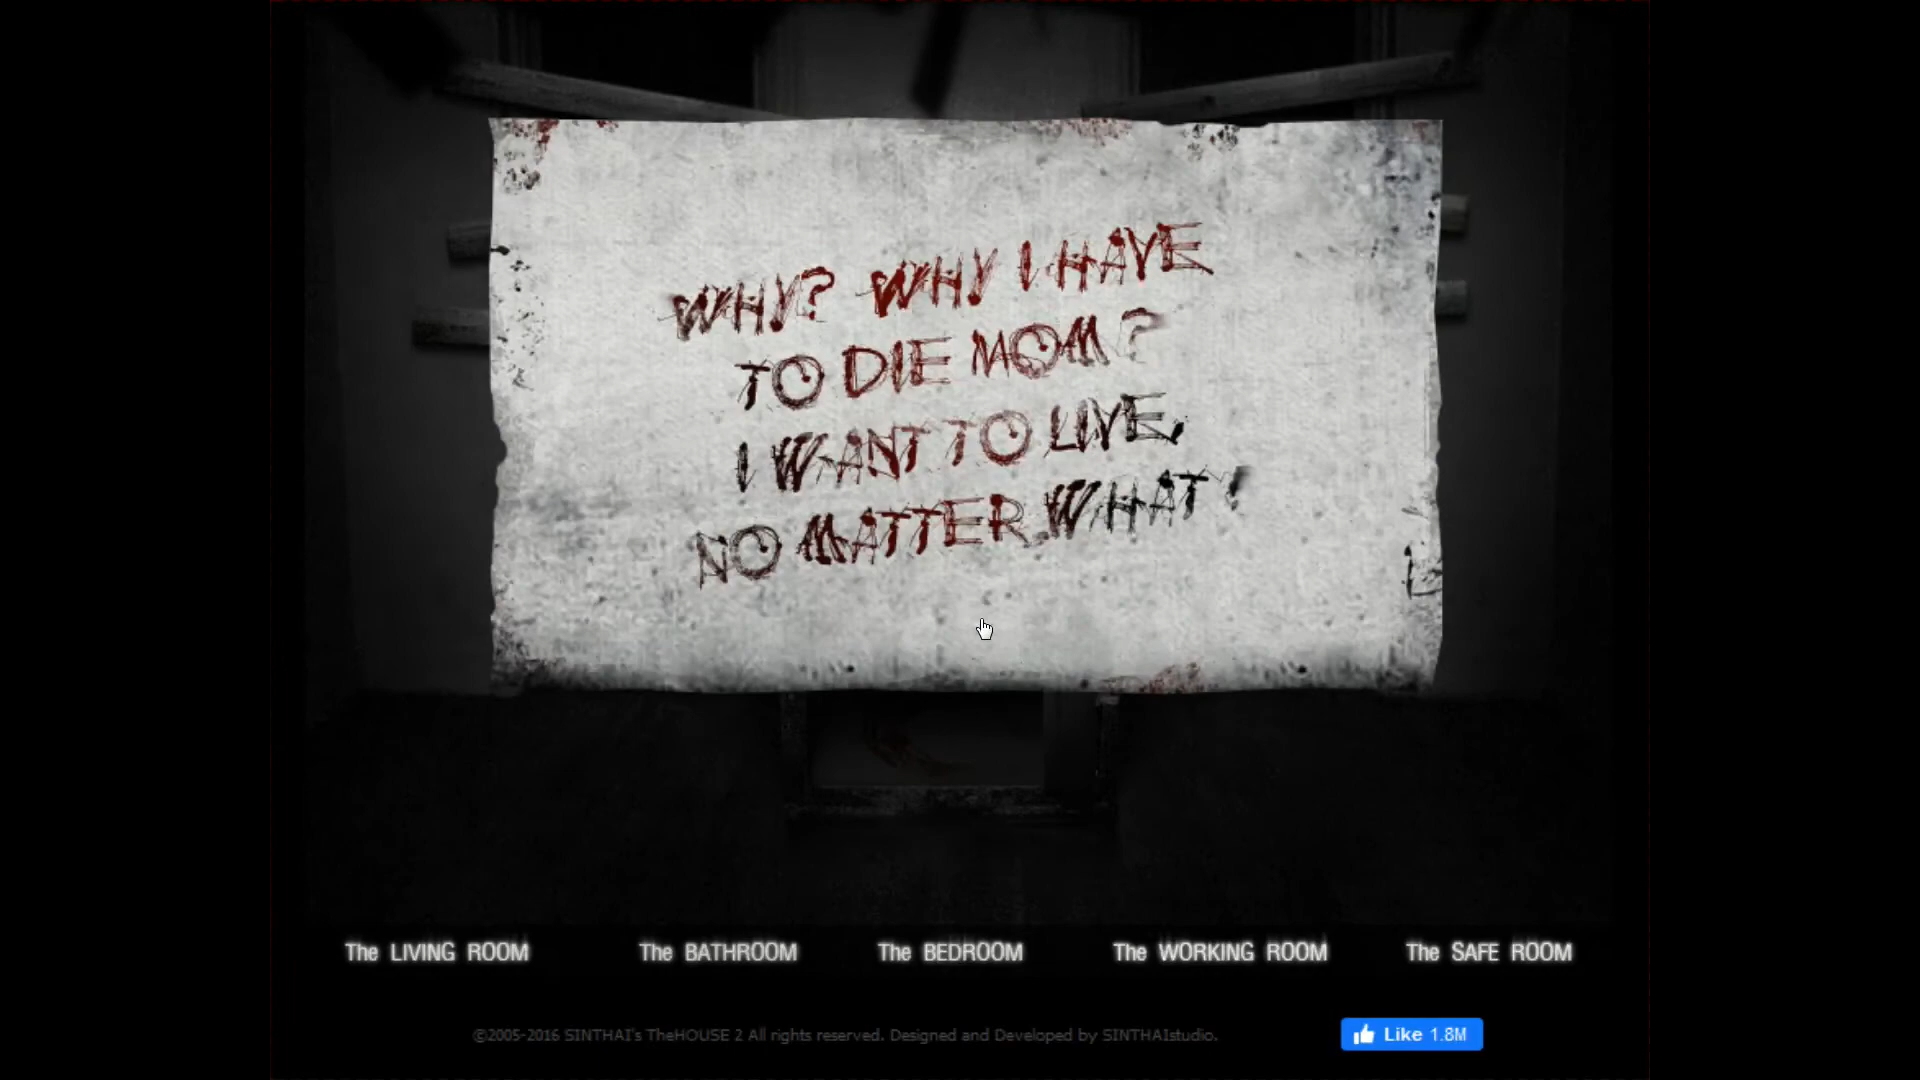 WHY? WHY I HAVE
TO DIE MOM?
I WANT TO LIVE,
NO MATTER WHAT!
The LIVING ROOM
The BATHROOM
The BEDROOM
The WORKING ROOM
The SAFE ROOM
©2005-2016 SINTHAI's TheHOUSE 2 All rights reserved. Designed and Developed by SINTHAIstudio.
Like 1.8M